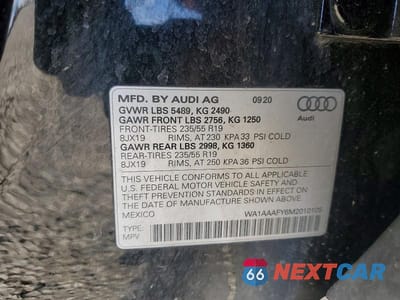 MFD. BY AUDI AG 09/20
GVWR LBS 5489, KG 2490
GAWR FRONT LBS 2756, KG 1250
FRONT-TIRES 235/55 R19
8JX19 RIMS, AT 230 KPA 33 PSI COLD
GAWR REAR LBS 2998, KG 1360
REAR-TIRES 235/55 R19
8JX19 RIMS, AT 250 KPA 36 PSI COLD
Audi
THIS VEHICLE CONFORMS TO ALL APPLICABLE
U.S. FEDERAL MOTOR VEHICLE SAFETY AND
THEFT PREVENTION STANDARDS IN EFFECT ON
THE DATE OF MANUFACTURE SHOWN ABOVE.
MEXICO
TYPE:
MPV
66 NEXTCAR